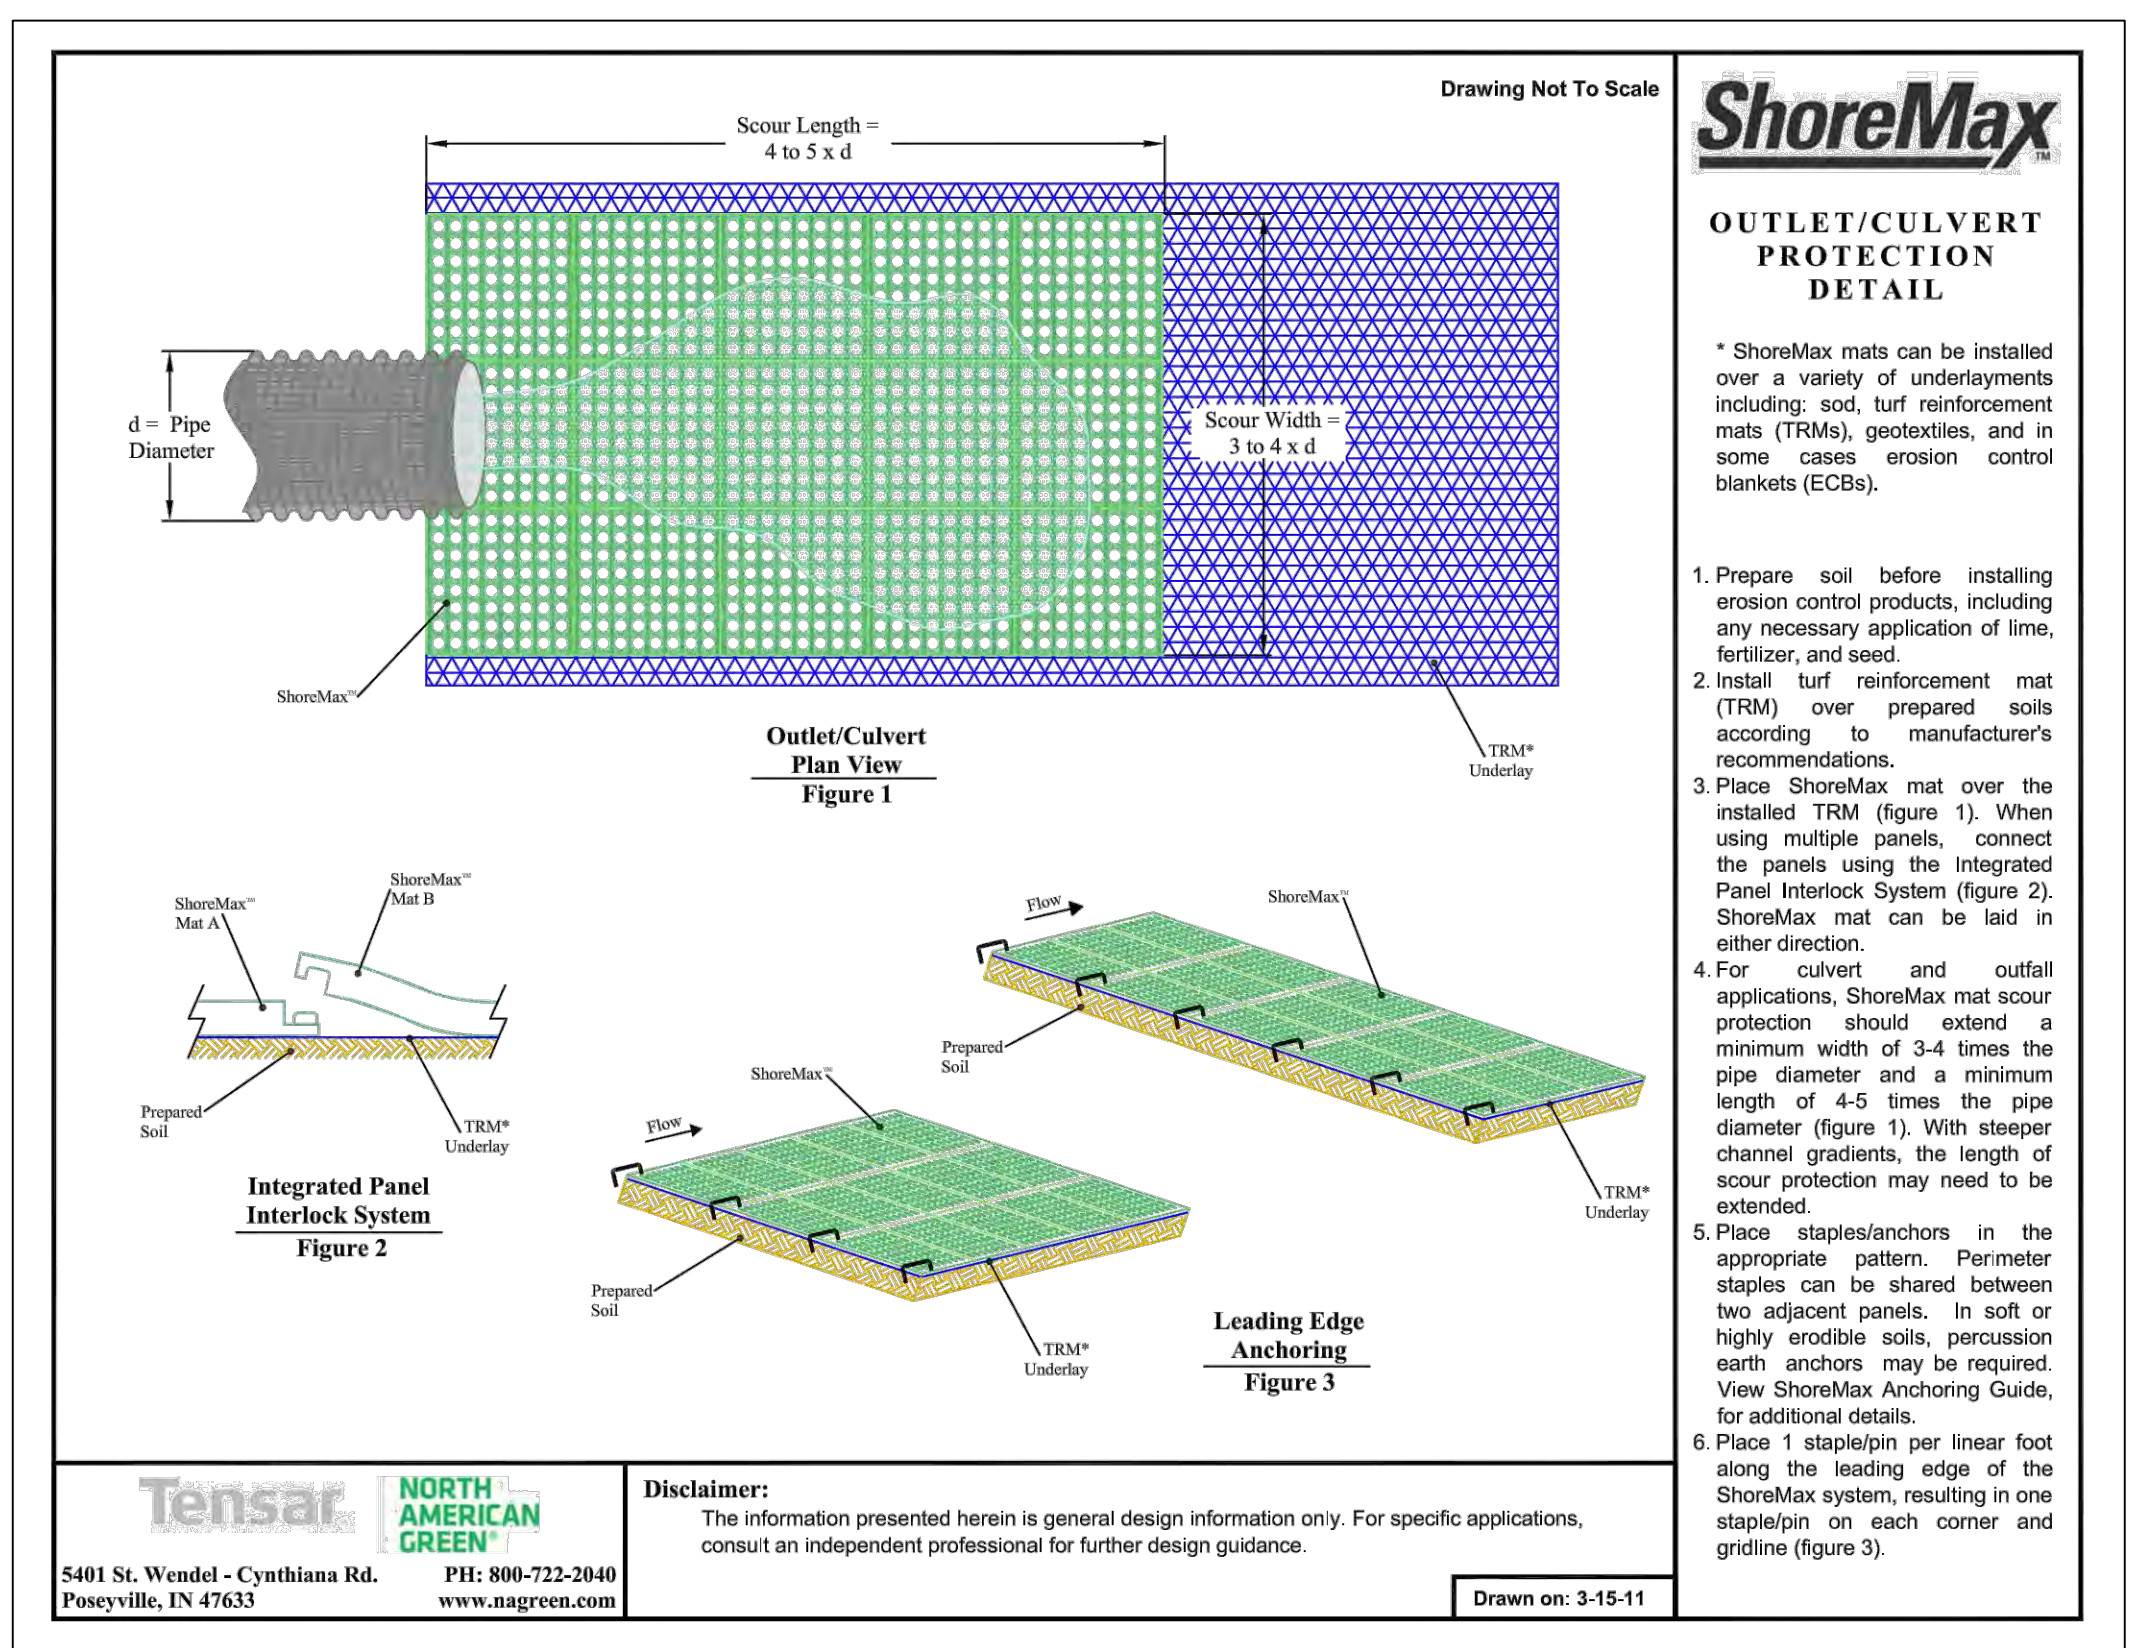 Drawing Not To Scale
Scour Length =
4 to 5 x d
d = Pipe
Diameter
Scour Width =
3 to 4 x d
ShoreMax™
TRM*
Underlay
Outlet/Culvert
Plan View
Figure 1
ShoreMax™
Mat A
ShoreMax™
Mat B
Prepared
Soil
TRM*
Underlay
Integrated Panel
Interlock System
Figure 2
Flow
ShoreMax™
Prepared
Soil
TRM*
Underlay
Flow
ShoreMax™
Prepared
Soil
TRM*
Underlay
Leading Edge
Anchoring
Figure 3
ShoreMax™
OUTLET/CULVERT
PROTECTION
DETAIL
* ShoreMax mats can be installed
over a variety of underlayments
including: sod, turf reinforcement
mats (TRMs), geotextiles, and in
some cases erosion control
blankets (ECBs).
1. Prepare soil before installing
erosion control products, including
any necessary application of lime,
fertilizer, and seed.
2. Install turf reinforcement mat
(TRM) over prepared soils
according to manufacturer's
recommendations.
3. Place ShoreMax mat over the
installed TRM (figure 1). When
using multiple panels, connect
the panels using the Integrated
Panel Interlock System (figure 2).
ShoreMax mat can be laid in
either direction.
4. For culvert and outfall
applications, ShoreMax mat scour
protection should extend a
minimum width of 3-4 times the
pipe diameter and a minimum
length of 4-5 times the pipe
diameter (figure 1). With steeper
channel gradients, the length of
scour protection may need to be
extended.
5. Place staples/anchors in the
appropriate pattern. Perimeter
staples can be shared between
two adjacent panels. In soft or
highly erodible soils, percussion
earth anchors may be required.
View ShoreMax Anchoring Guide,
for additional details.
6. Place 1 staple/pin per linear foot
along the leading edge of the
ShoreMax system, resulting in one
staple/pin on each corner and
gridline (figure 3).
Tensar
NORTH
AMERICAN
GREEN®
5401 St. Wendel - Cynthiana Rd.
Poseyville, IN 47633
PH: 800-722-2040
www.nagreen.com
Disclaimer:
The information presented herein is general design information only. For specific applications,
consult an independent professional for further design guidance.
Drawn on: 3-15-11